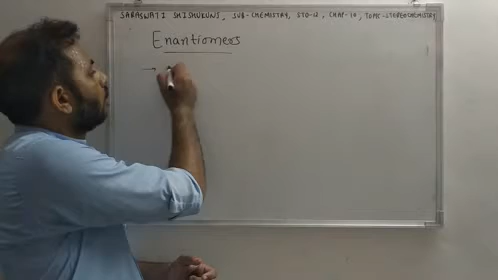 SARASWATI SHISHUKUNJ, SUB-CHEMISTRY, STD-12, CHAP-10, TOPIC-STEREOCHEMISTRY
Enantiomers
→